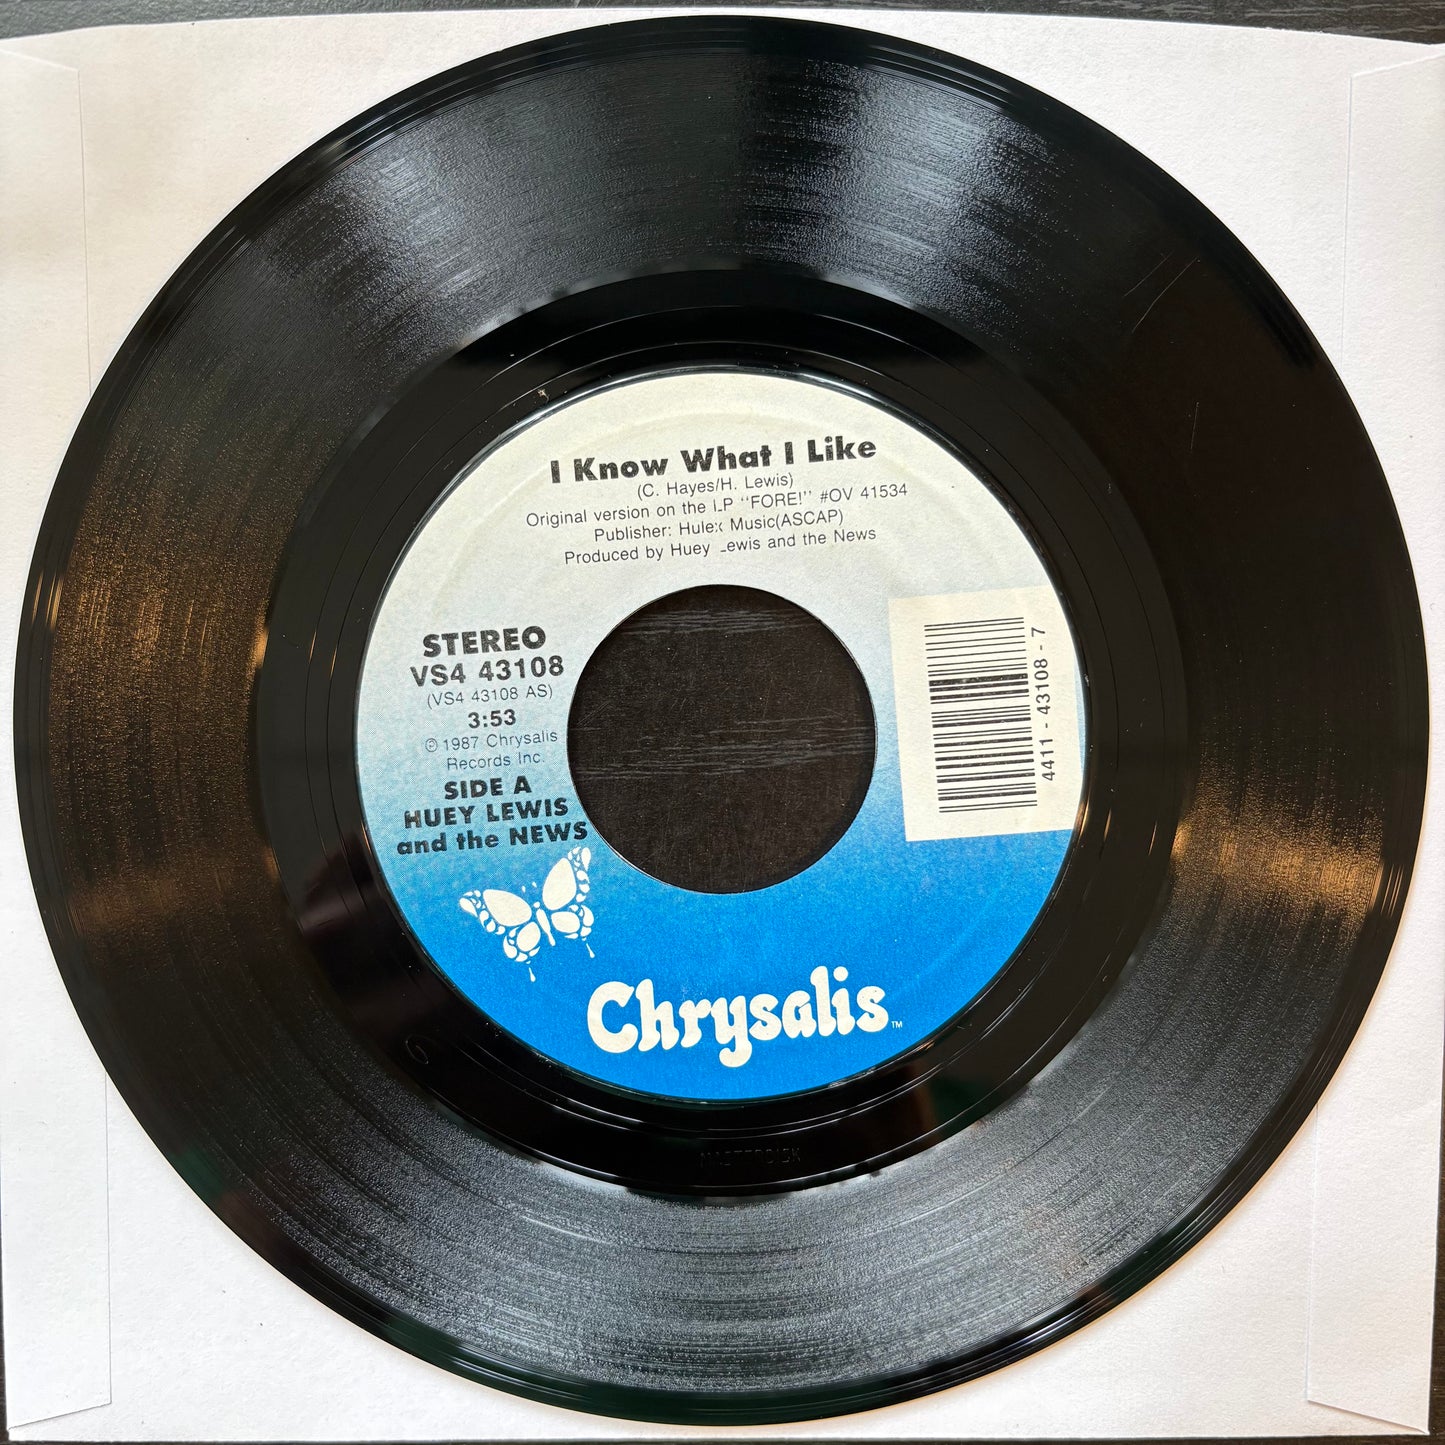 I Know What I Like
(C. Hayes/H. Lewis)
Original version on the LP "FORE!" #OV 41534
Publisher: Hulex Music(ASCAP)
Produced by Huey Lewis and the News
STEREO
VS4 43108
(VS4 43108 AS)
3:53
℗ 1987 Chrysalis
Records Inc.
SIDE A
HUEY LEWIS
and the NEWS
4411 - 43108 - 7
Chrysalis™
MASTERDISK